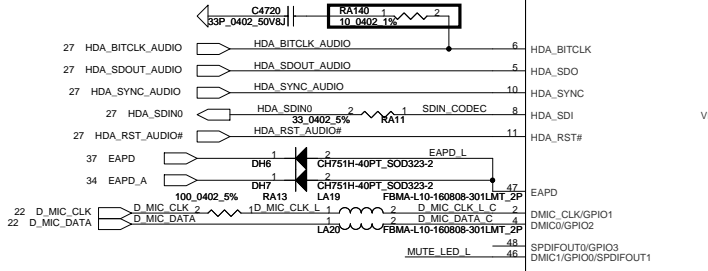 C4720 RA140 1
33P_0402_50V8J 10_0402_1% 2
27 HDA_BITCLK_AUDIO HDA_BITCLK_AUDIO 6 HDA_BITCLK
27 HDA_SDOUT_AUDIO HDA_SDOUT_AUDIO 5 HDA_SDO
27 HDA_SYNC_AUDIO HDA_SYNC_AUDIO 10 HDA_SYNC
27 HDA_SDIN0 HDA_SDIN0 2 1 SDIN_CODEC 8 HDA_SDI V
33_0402_5% RA11
27 HDA_RST_AUDIO# HDA_RST_AUDIO# 11 HDA_RST#
37 EAPD 1 2 EAPD_L
DH6 CH751H-40PT_SOD323-2
34 EAPD_A 1 2
DH7 CH751H-40PT_SOD323-2 47 EAPD
100_0402_5% RA13 LA19 FBMA-L10-160808-301LMT_2P
22 D_MIC_CLK D_MIC_CLK 2 1 D_MIC_CLK_L 1 2 D_MIC_CLK_L_C 2 DMIC_CLK/GPIO1
22 D_MIC_DATA D_MIC_DATA 1 2 D_MIC_DATA_C 4 DMIC0/GPIO2
LA20 FBMA-L10-160808-301LMT_2P
48 SPDIFOUT0/GPIO3
MUTE_LED_L 46 DMIC1/GPIO0/SPDIFOUT1